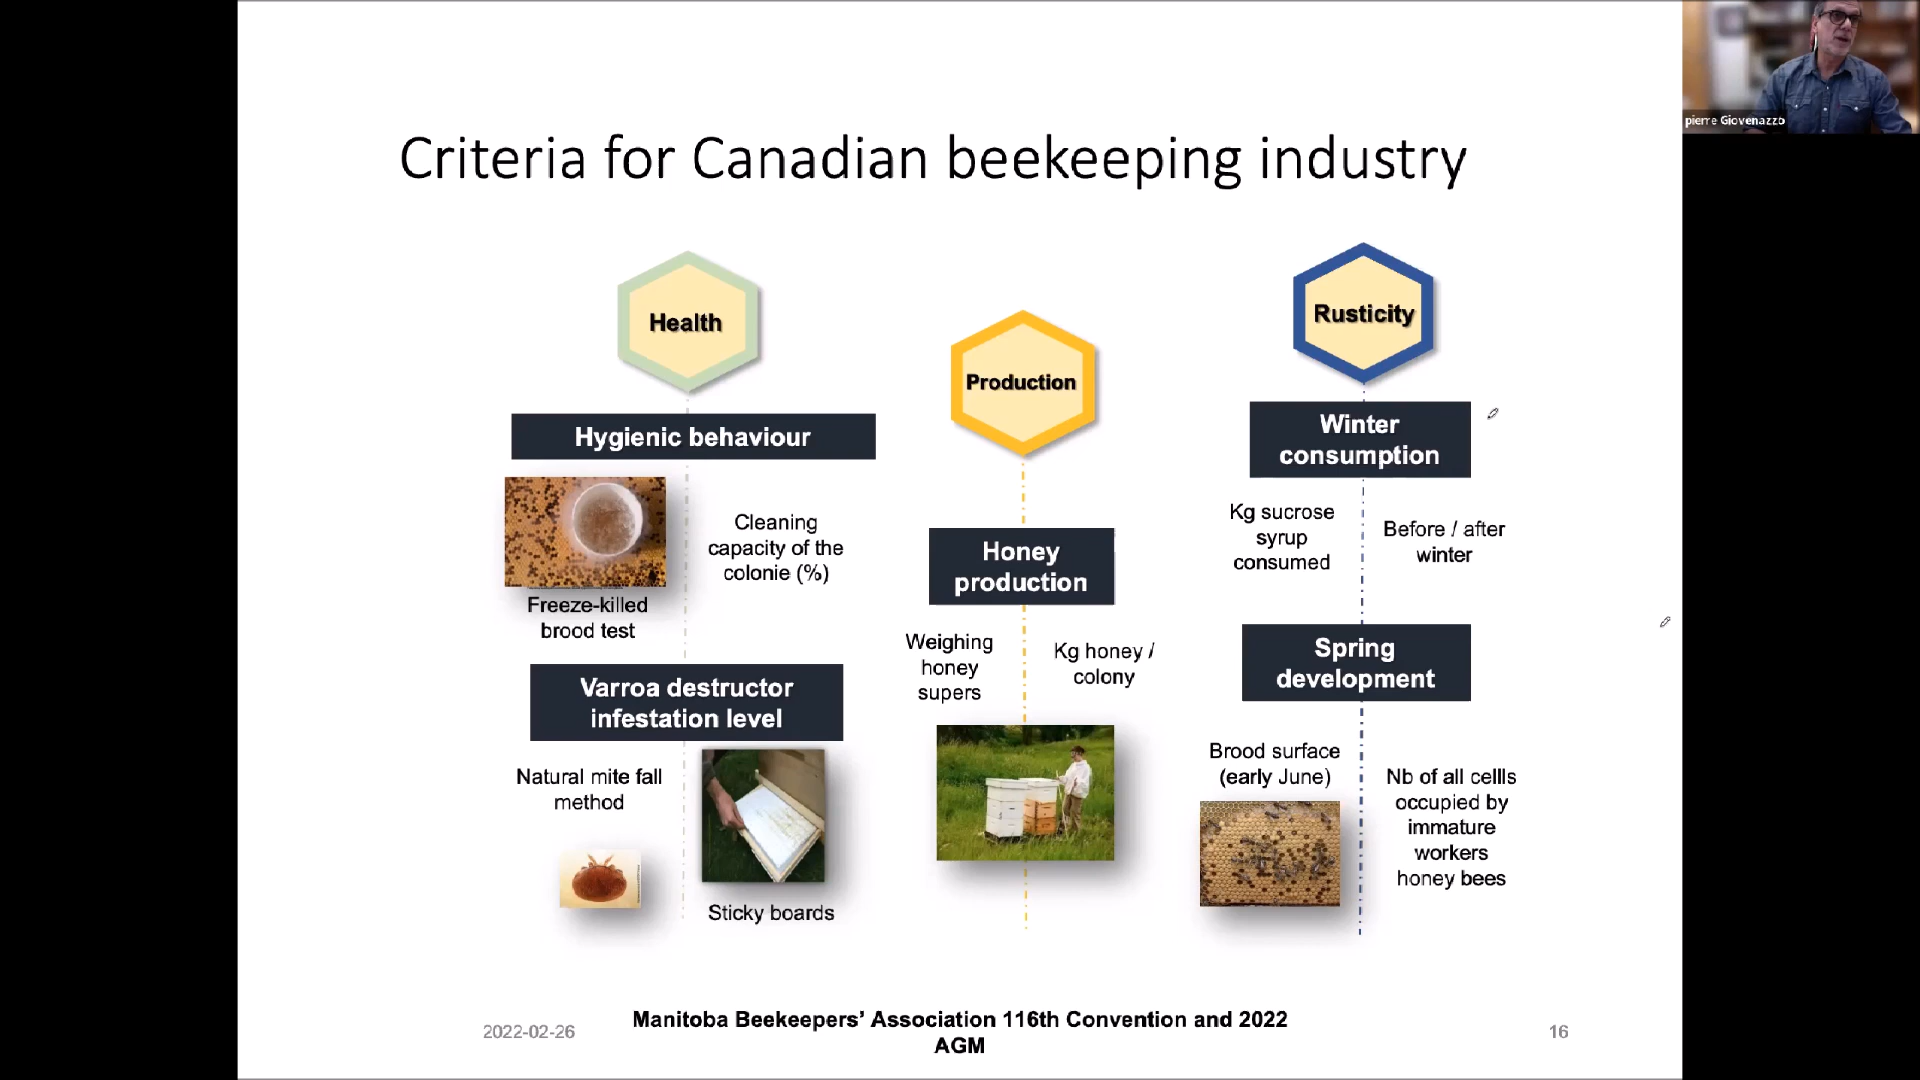 pierre Giovenazzo
Criteria for Canadian beekeeping industry
Health
Hygienic behaviour
Cleaning
capacity of the
colonie (%)
Freeze-killed
brood test
Varroa destructor
infestation level
Natural mite fall
method
Sticky boards
Production
Honey
production
Weighing
honey
supers
Kg honey /
colony
Rusticity
Winter
consumption
Kg sucrose
syrup
consumed
Before / after
winter
Spring
development
Brood surface
(early June)
Nb of all cellls
occupied by
immature
workers
honey bees
2022-02-26
Manitoba Beekeepers’ Association 116th Convention and 2022
AGM
16